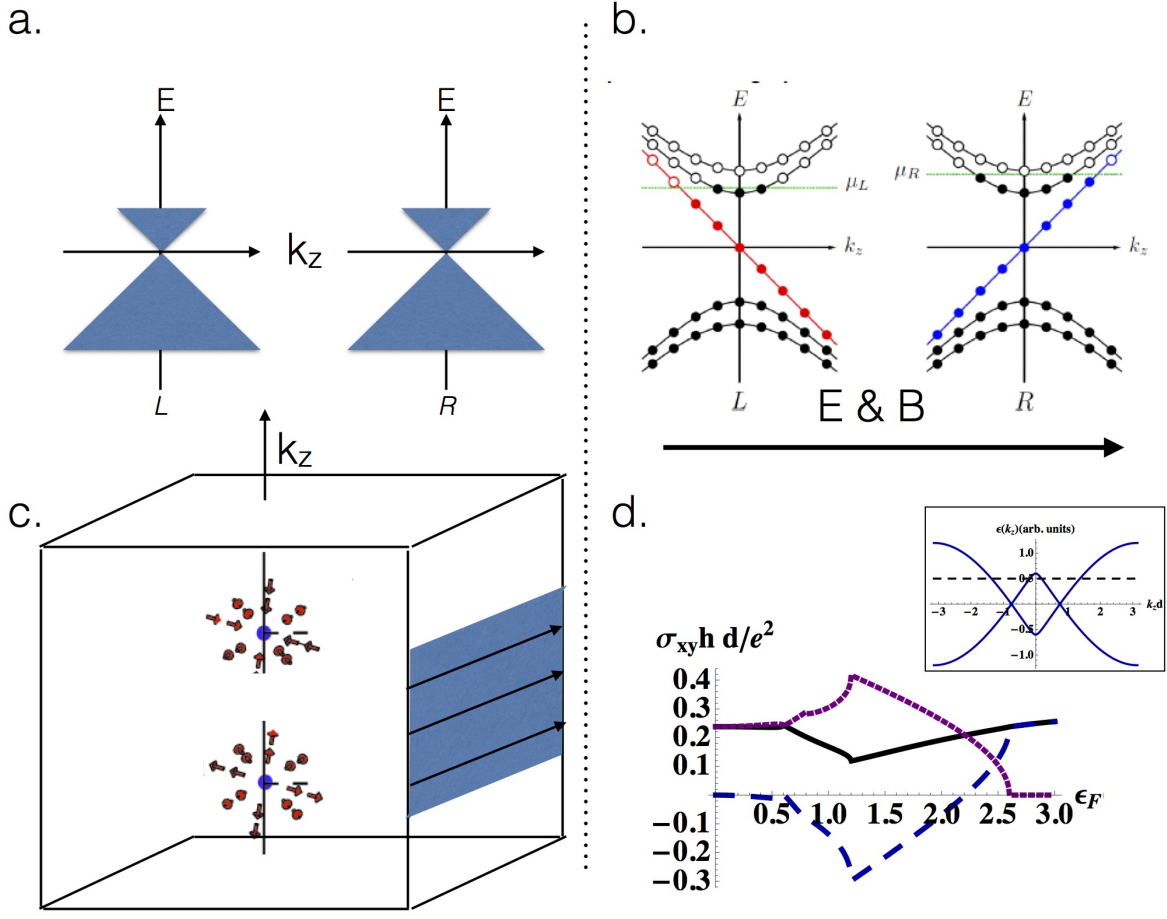 a.
E
E
k_z
L
R
b.
E
E
μ_L
μ_R
k_z
k_z
L
R
E & B
k_z
c.
d.
ϵ(k_z)(arb. units)
1.0
0.5
−3 −2 −1 1 2 3 k_z d
−0.5
−1.0
σ_xy h d/e²
0.4
0.3
0.2
0.1
0.5 1.0 1.5 2.0 2.5 3.0 ϵ_F
−0.1
−0.2
−0.3